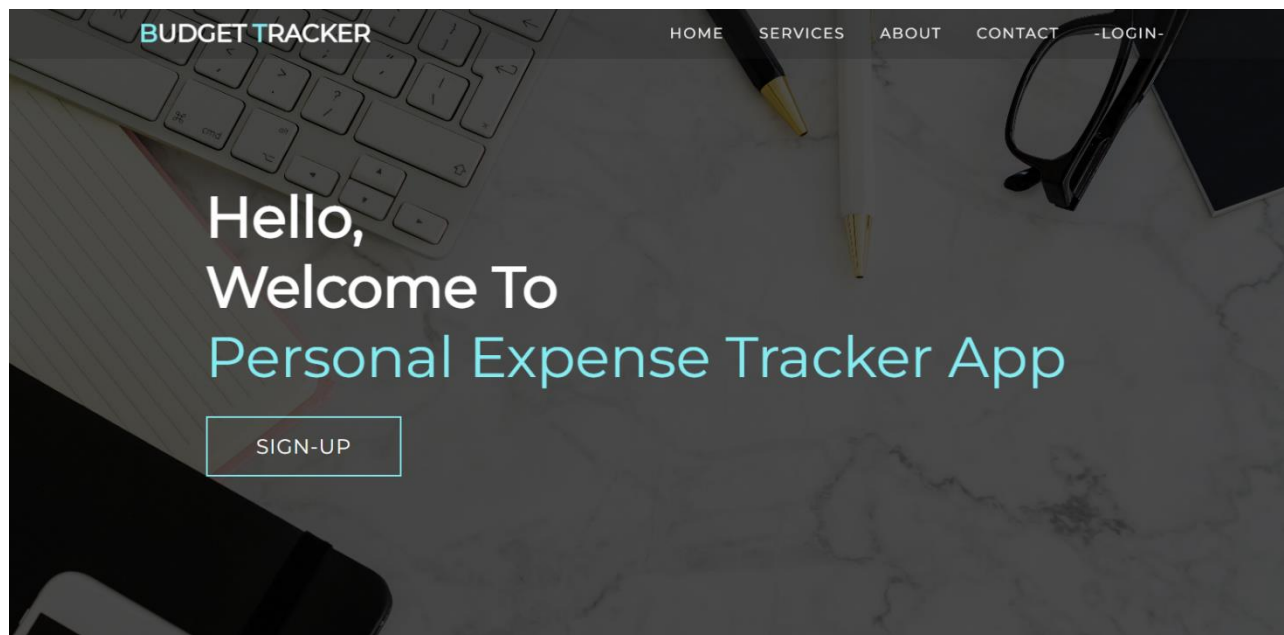 BUDGET TRACKER
HOME SERVICES ABOUT CONTACT -LOGIN-
Hello,
Welcome To
Personal Expense Tracker App
SIGN-UP